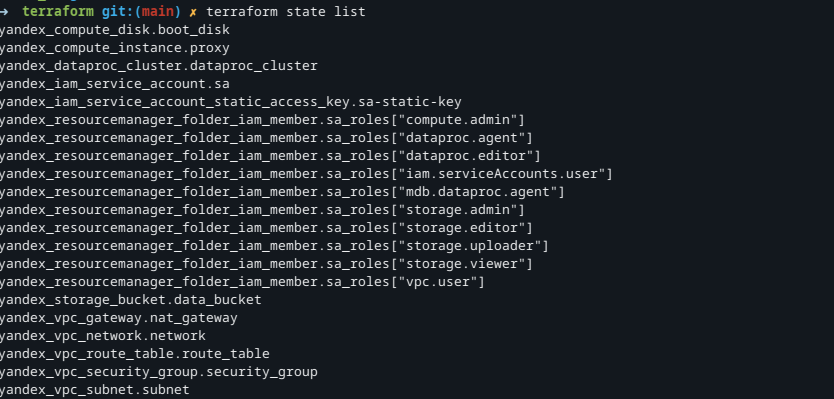 → terraform git:(main) ✗ terraform state list
yandex_compute_disk.boot_disk
yandex_compute_instance.proxy
yandex_dataproc_cluster.dataproc_cluster
yandex_iam_service_account.sa
yandex_iam_service_account_static_access_key.sa-static-key
yandex_resourcemanager_folder_iam_member.sa_roles["compute.admin"]
yandex_resourcemanager_folder_iam_member.sa_roles["dataproc.agent"]
yandex_resourcemanager_folder_iam_member.sa_roles["dataproc.editor"]
yandex_resourcemanager_folder_iam_member.sa_roles["iam.serviceAccounts.user"]
yandex_resourcemanager_folder_iam_member.sa_roles["mdb.dataproc.agent"]
yandex_resourcemanager_folder_iam_member.sa_roles["storage.admin"]
yandex_resourcemanager_folder_iam_member.sa_roles["storage.editor"]
yandex_resourcemanager_folder_iam_member.sa_roles["storage.uploader"]
yandex_resourcemanager_folder_iam_member.sa_roles["storage.viewer"]
yandex_resourcemanager_folder_iam_member.sa_roles["vpc.user"]
yandex_storage_bucket.data_bucket
yandex_vpc_gateway.nat_gateway
yandex_vpc_network.network
yandex_vpc_route_table.route_table
yandex_vpc_security_group.security_group
yandex_vpc_subnet.subnet